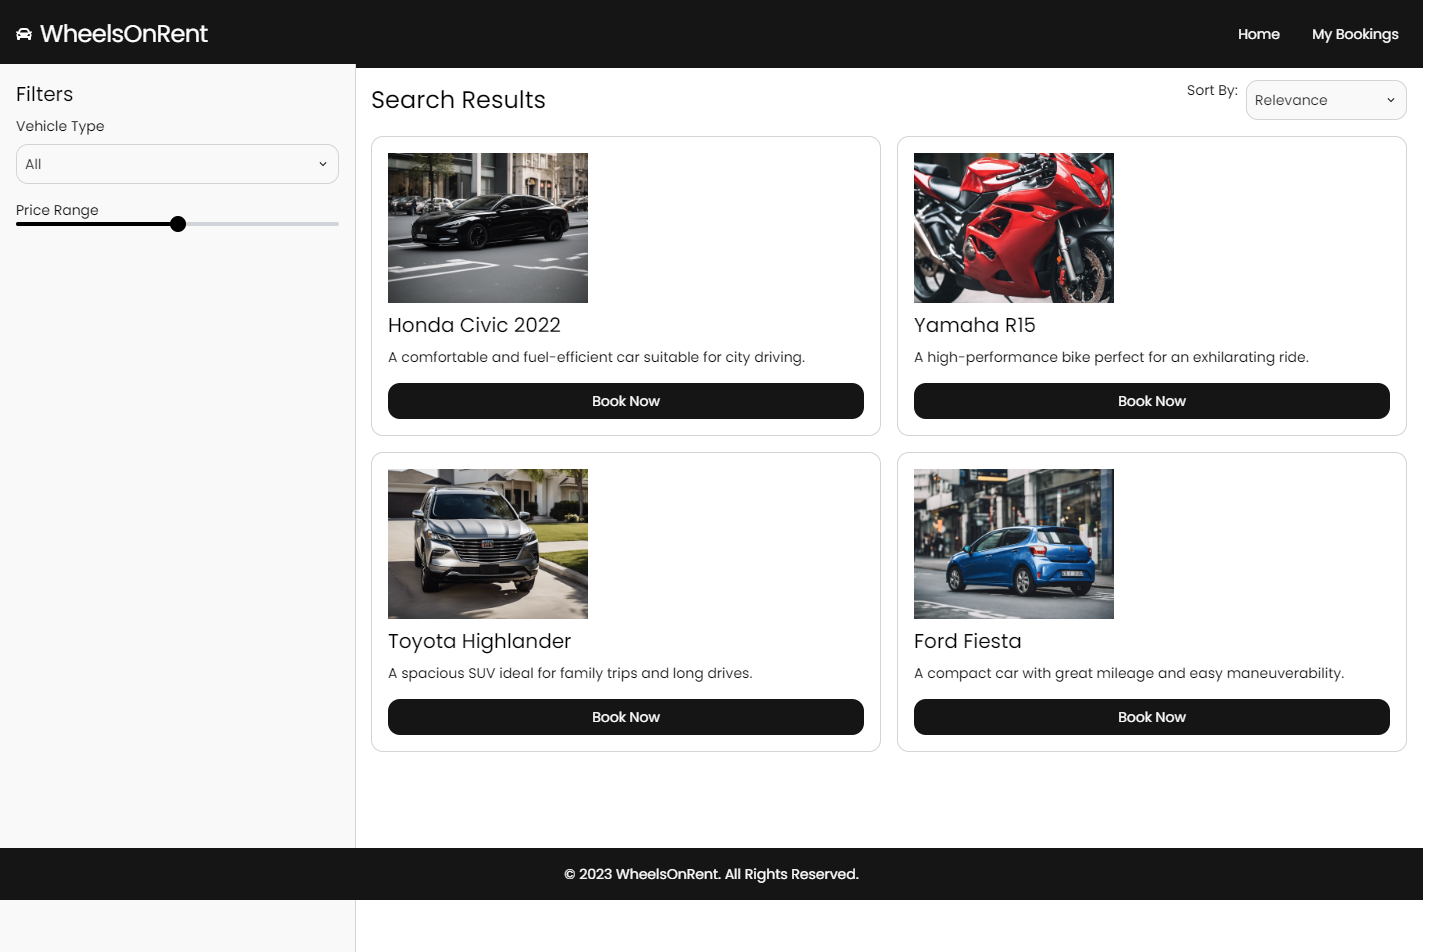 WheelsOnRent
Home
My Bookings
Filters
Vehicle Type
All
Price Range
Search Results
Sort By:
Relevance
Honda Civic 2022
A comfortable and fuel-efficient car suitable for city driving.
Book Now
Yamaha R15
A high-performance bike perfect for an exhilarating ride.
Book Now
Toyota Highlander
A spacious SUV ideal for family trips and long drives.
Book Now
Ford Fiesta
A compact car with great mileage and easy maneuverability.
Book Now
© 2023 WheelsOnRent. All Rights Reserved.